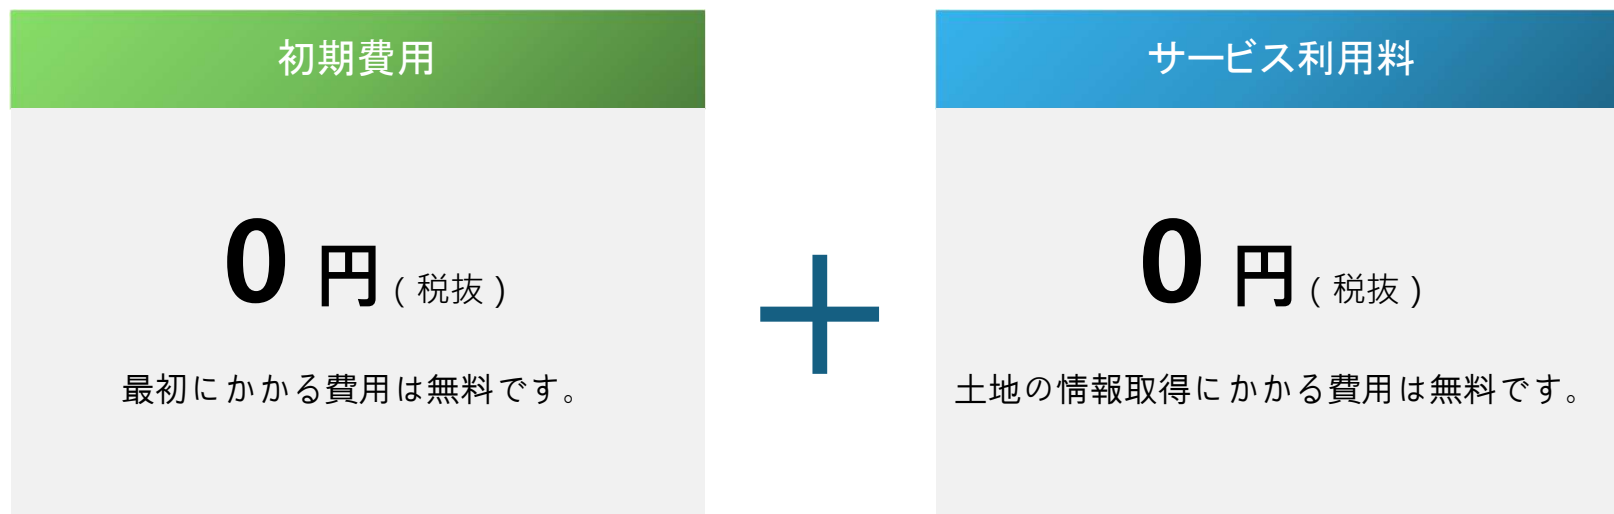 初期費用
0 円 ( 税抜 )
最初にかかる費用は無料です。
+
サービス利用料
0 円 ( 税抜 )
土地の情報取得にかかる費用は無料です。